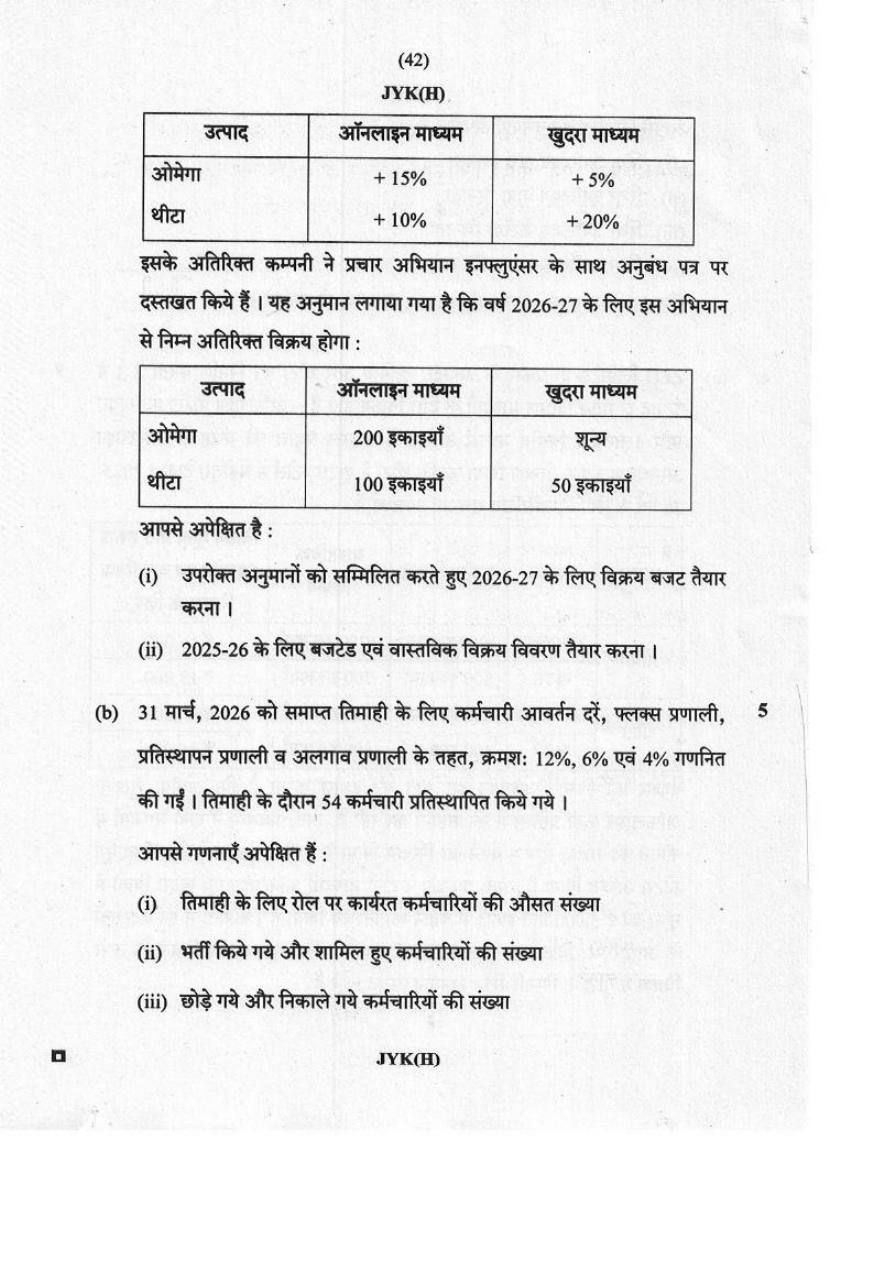 (42)
JYK(H)
उत्पाद ऑनलाइन माध्यम खुदरा माध्यम
ओमेगा + 15% + 5%
थीटा + 10% + 20%
इसके अतिरिक्त कम्पनी ने प्रचार अभियान इनफ्लुएंसर के साथ अनुबंध पत्र पर
दस्तखत किये हैं । यह अनुमान लगाया गया है कि वर्ष 2026-27 के लिए इस अभियान
से निम्न अतिरिक्त विक्रय होगा :
उत्पाद ऑनलाइन माध्यम खुदरा माध्यम
ओमेगा 200 इकाइयाँ शून्य
थीटा 100 इकाइयाँ 50 इकाइयाँ
आपसे अपेक्षित है :
(i) उपरोक्त अनुमानों को सम्मिलित करते हुए 2026-27 के लिए विक्रय बजट तैयार
करना ।
(ii) 2025-26 के लिए बजटेड एवं वास्तविक विक्रय विवरण तैयार करना ।
(b) 31 मार्च, 2026 को समाप्त तिमाही के लिए कर्मचारी आवर्तन दरें, फ्लक्स प्रणाली, 5
प्रतिस्थापन प्रणाली व अलगाव प्रणाली के तहत, क्रमश: 12%, 6% एवं 4% गणनित
की गईं । तिमाही के दौरान 54 कर्मचारी प्रतिस्थापित किये गये ।
आपसे गणनाएँ अपेक्षित हैं :
(i) तिमाही के लिए रोल पर कार्यरत कर्मचारियों की औसत संख्या
(ii) भर्ती किये गये और शामिल हुए कर्मचारियों की संख्या
(iii) छोड़े गये और निकाले गये कर्मचारियों की संख्या
JYK(H)